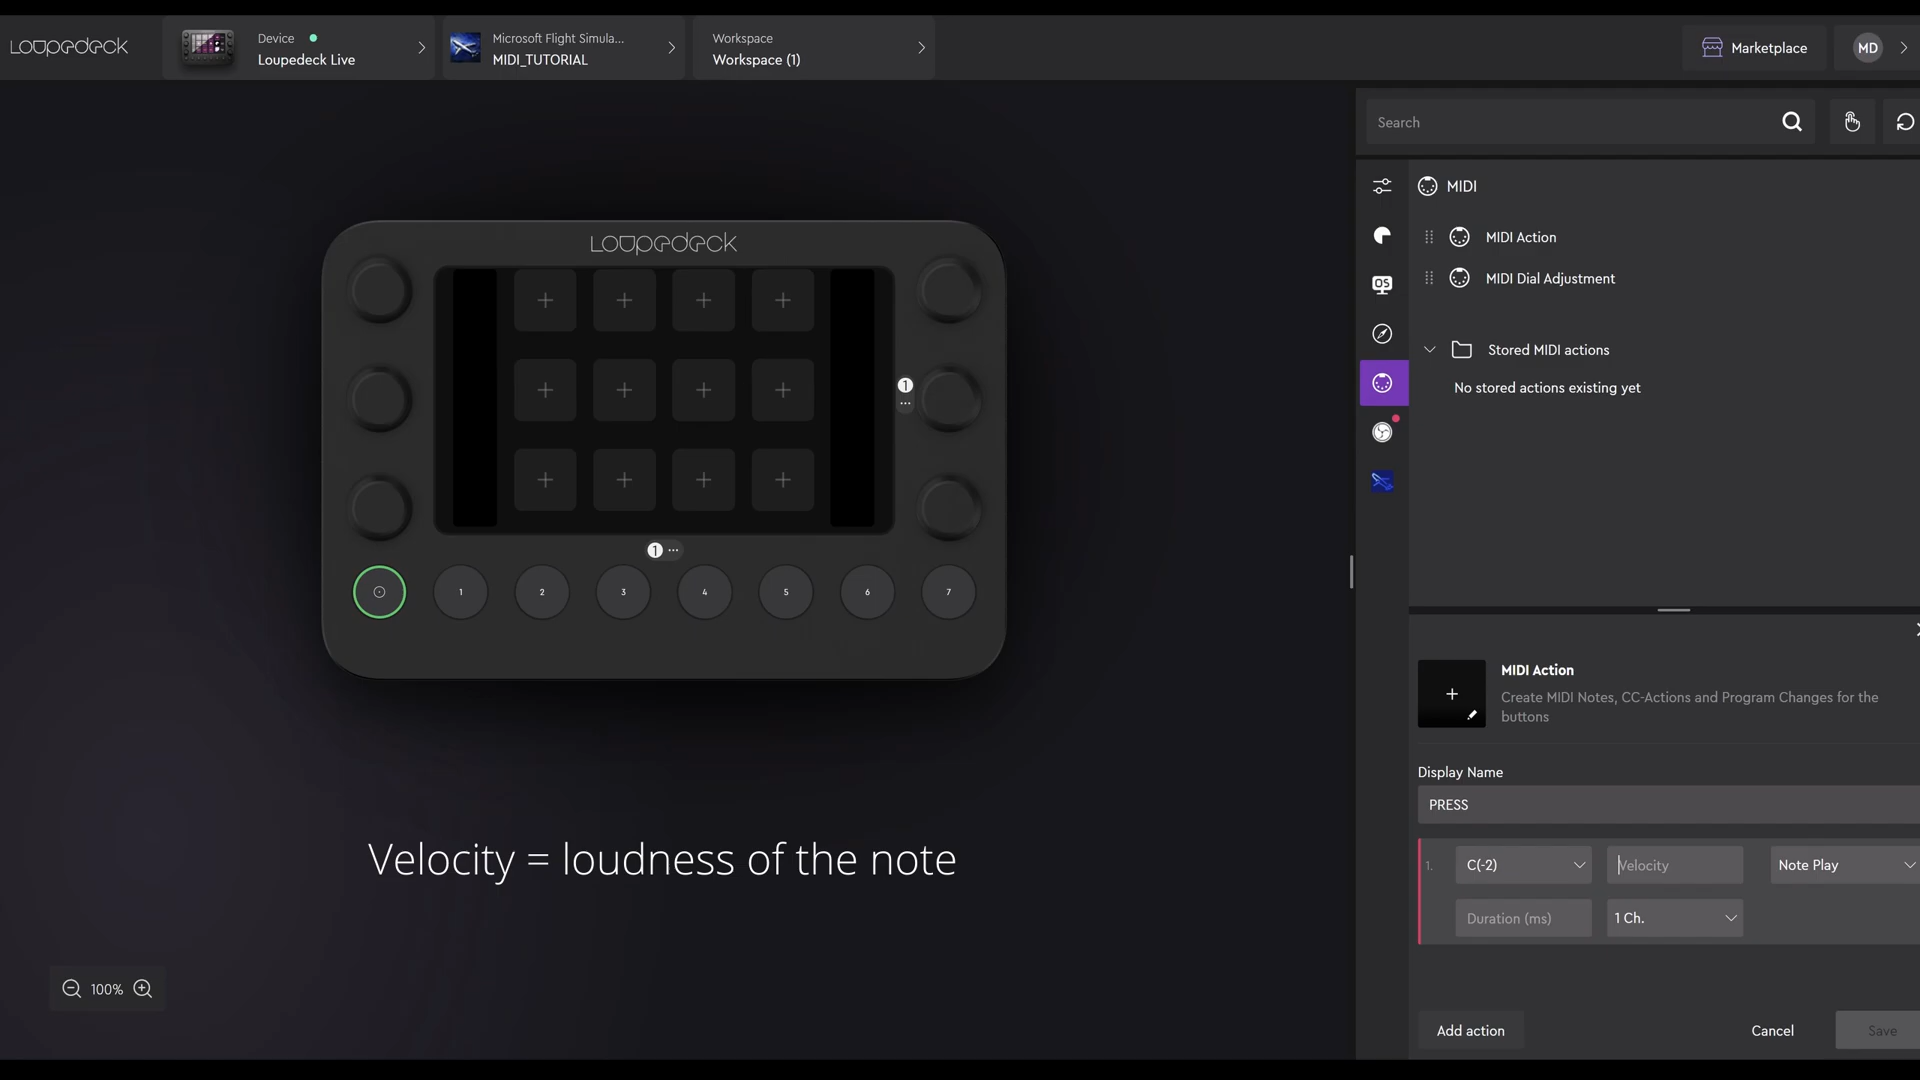 Loupedeck
Device
Loupedeck Live
Microsoft Flight Simula...
MIDI_TUTORIAL
Workspace
Workspace (1)
Marketplace
MD
Search
MIDI
MIDI Action
MIDI Dial Adjustment
Stored MIDI actions
No stored actions existing yet
OS
Loupedeck
1
...
1 ...
1 2 3 4 5 6 7
Velocity = loudness of the note
100%
MIDI Action
Create MIDI Notes, CC-Actions and Program Changes for the
buttons
Display Name
PRESS
1. C(-2) Velocity Note Play
Duration (ms) 1 Ch.
Add action Cancel Save